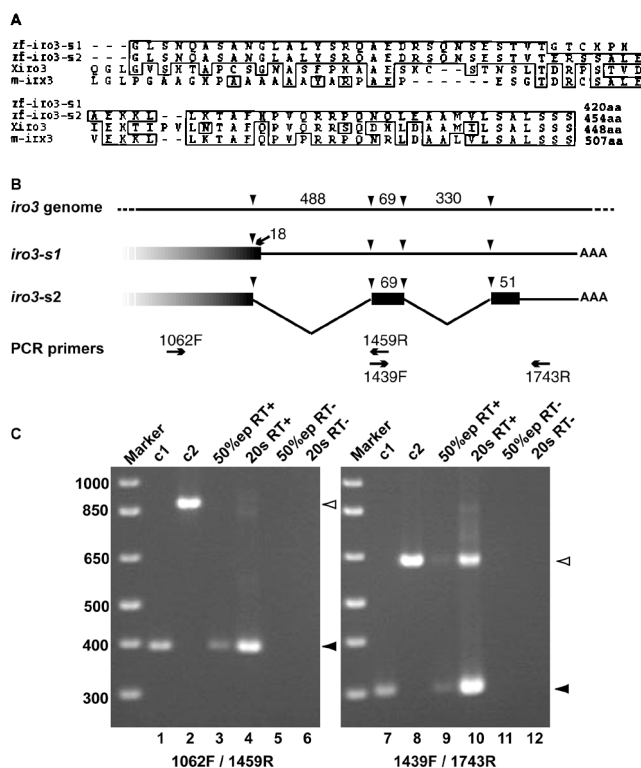 A
zf-iro3-s1 - - - G L S N Q A S A N G L A L Y S R Q A E D R S Q N S E S T V T G T C K P H
zf-iro3-s2 - - - G L S N Q A S A N G L A L Y S R Q A E D R S Q N S E S T V T E T R S S A L E
Xiro3 Q G L G V S K T A P C S G N A S F P K A A E S K C - - S T N S L T D R P S T V D
m-irx3 L G L P G A A G H P A A A A A Y A R P A E P - - - - - E S G T D R C S A L E
zf-iro3-s1 420aa
zf-iro3-s2 A E K K L - - L K T A F H P V Q R R P Q N Q L E A A M V L S A L S S S 454aa
Xiro3 I E K T I P V L N T A F Q P V Q R R S Q D H L D A A M I L S A L S S S 448aa
m-irx3 V E K K L - - L K T A F Q P V P R R P Q N R L D A A L V L S A L S S S 507aa
B
488 69 330
iro3 genome
18
iro3-s1 AAA
69 51
iro3-s2 AAA
1062F 1459R
PCR primers
1439F 1743R
C
Marker c1 c2 50%ep RT+ 20s RT+ 50%ep RT- 20s RT- Marker c1 c2 50%ep RT+ 20s RT+ 50%ep RT- 20s RT-
1000
850
650
500
400
300
1 2 3 4 5 6 7 8 9 10 11 12
1062F / 1459R 1439F / 1743R